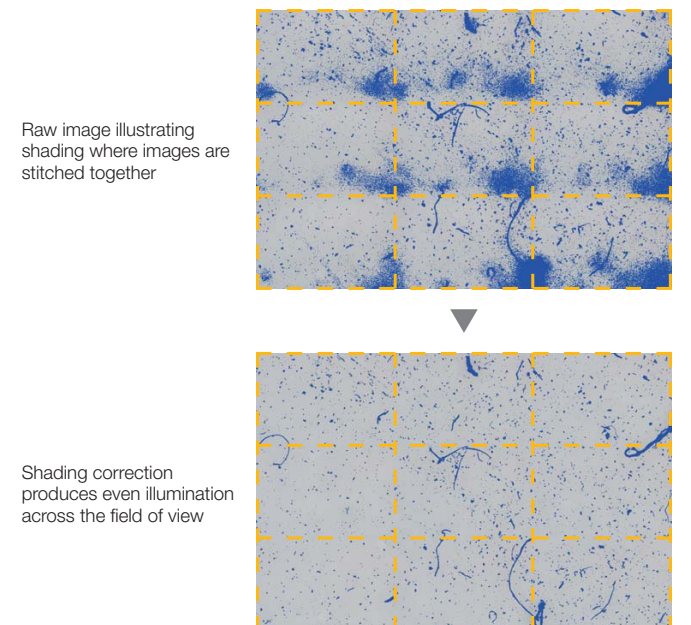 Raw image illustrating
shading where images are
stitched together
Shading correction
produces even illumination
across the field of view